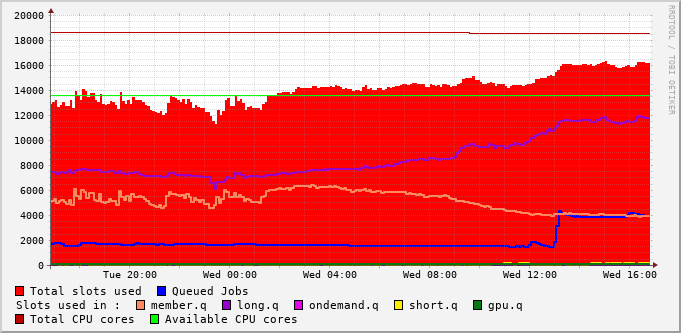 20000
18000
16000
14000
12000
10000
8000
6000
4000
2000
0
Tue 20:00 Wed 00:00 Wed 04:00 Wed 08:00 Wed 12:00 Wed 16:00
RRDTOOL / TOBI OETIKER
Total slots used Queued Jobs
Slots used in : member.q long.q ondemand.q short.q gpu.q
Total CPU cores Available CPU cores